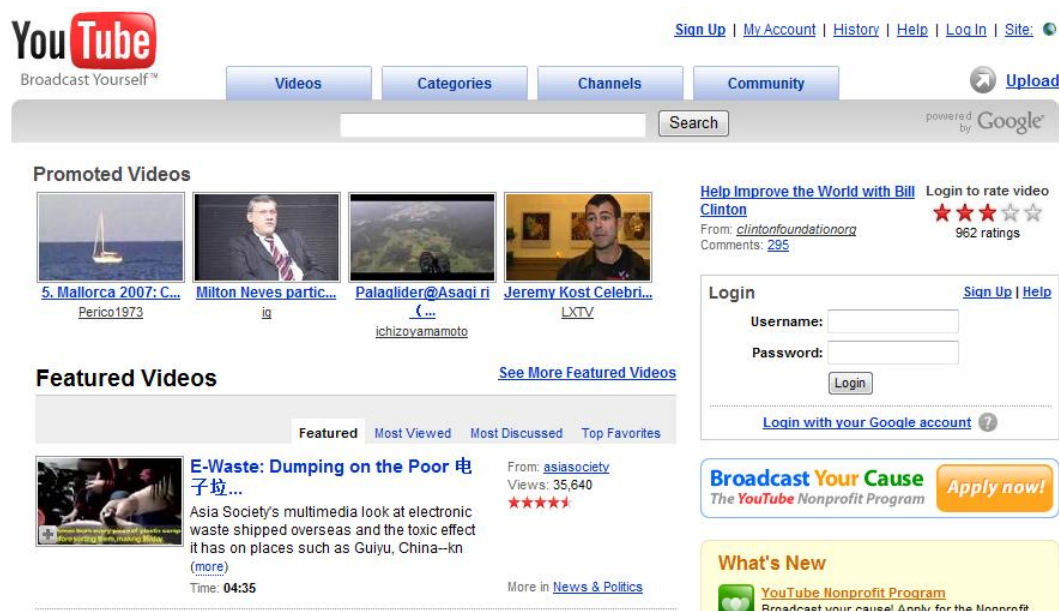 YouTube
Broadcast Yourself™
Sign Up | My Account | History | Help | Log In | Site:
Videos
Categories
Channels
Community
Upload
Search
powered by Google
Promoted Videos
5. Mallorca 2007: C...
Perico1973
Milton Neves partic...
ig
Palaglider@Asagi ri
(...
ichizoyamamoto
Jeremy Kost Celebri...
LXTV
Help Improve the World with Bill
Clinton
From: clintonfoundationorg
Comments: 295
Login to rate video
962 ratings
Login
Sign Up | Help
Username:
Password:
Login
Login with your Google account ?
Featured Videos
See More Featured Videos
Featured
Most Viewed
Most Discussed
Top Favorites
E-Waste: Dumping on the Poor 电
子垃...
Asia Society's multimedia look at electronic
waste shipped overseas and the toxic effect
it has on places such as Guiyu, China--kn
(more)
Time: 04:35
From: asiasociety
Views: 35,640
More in News & Politics
Broadcast Your Cause
The YouTube Nonprofit Program
Apply now!
What's New
YouTube Nonprofit Program
Broadcast your cause! Apply for the Nonprofit